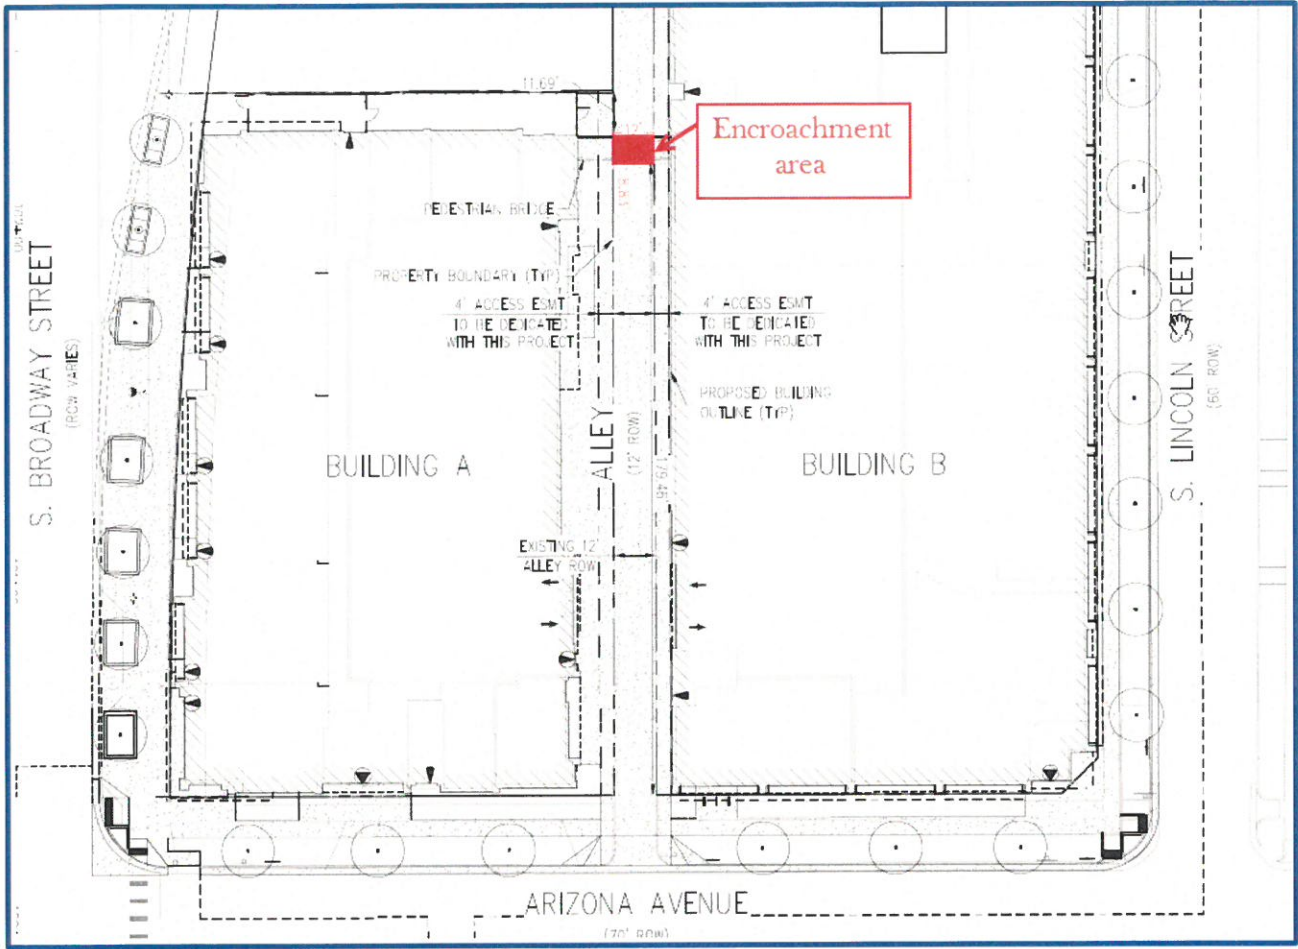 11.69'
Encroachment
area
PEDESTRIAN BRIDGE
PROPERTY BOUNDARY (TYP)
4' ACCESS ESMT
TO BE DEDICATED
WITH THIS PROJECT
4' ACCESS ESMT
TO BE DEDICATED
WITH THIS PROJECT
PROPOSED BUILDING
OUTLINE (TYP)
S. BROADWAY STREET
(ROW VARIES)
BUILDING A
ALLEY
(12' ROW)
179.46'
BUILDING B
S. LINCOLN STREET
(60' ROW)
EXISTING 12'
ALLEY ROW
ARIZONA AVENUE
(70' ROW)